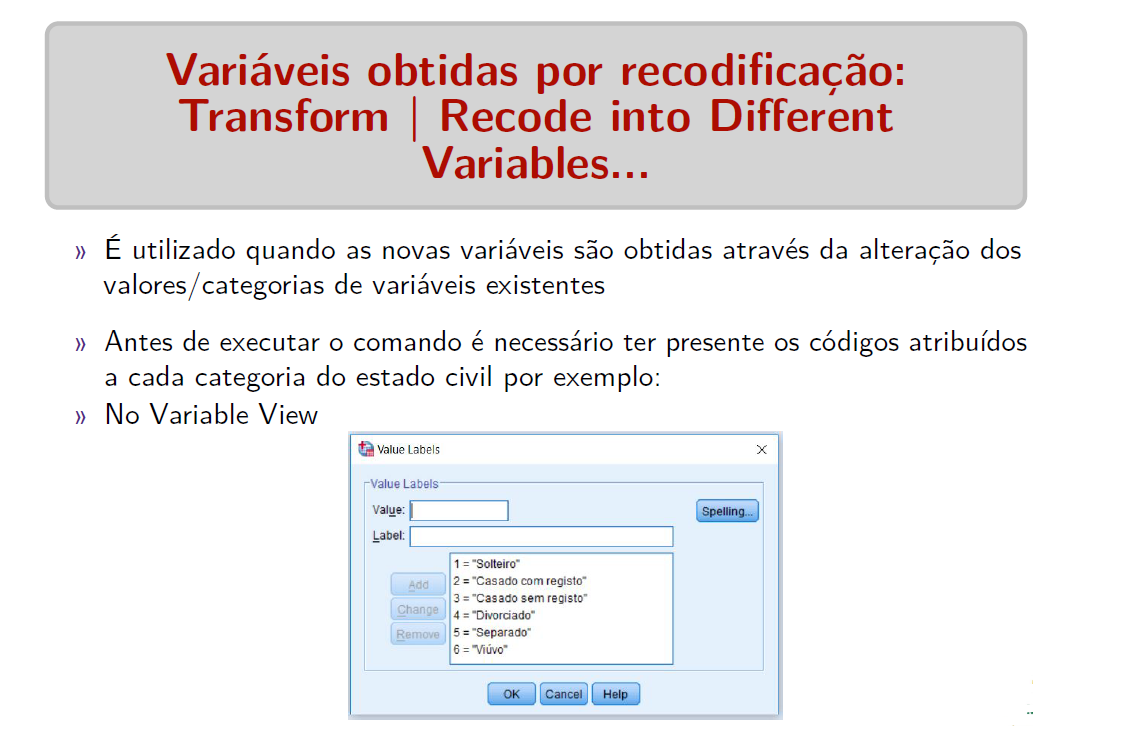 Variáveis obtidas por recodificação:
Transform | Recode into Different
Variables...
» É utilizado quando as novas variáveis são obtidas através da alteração dos
valores/categorias de variáveis existentes
» Antes de executar o comando é necessário ter presente os códigos atribuídos
a cada categoria do estado civil por exemplo:
» No Variable View
Value Labels
Value Labels
Value:
Spelling...
Label:
1 = "Solteiro"
Add
2 = "Casado com registo"
3 = "Casado sem registo"
Change
4 = "Divorciado"
Remove
5 = "Separado"
6 = "Viúvo"
OK Cancel Help